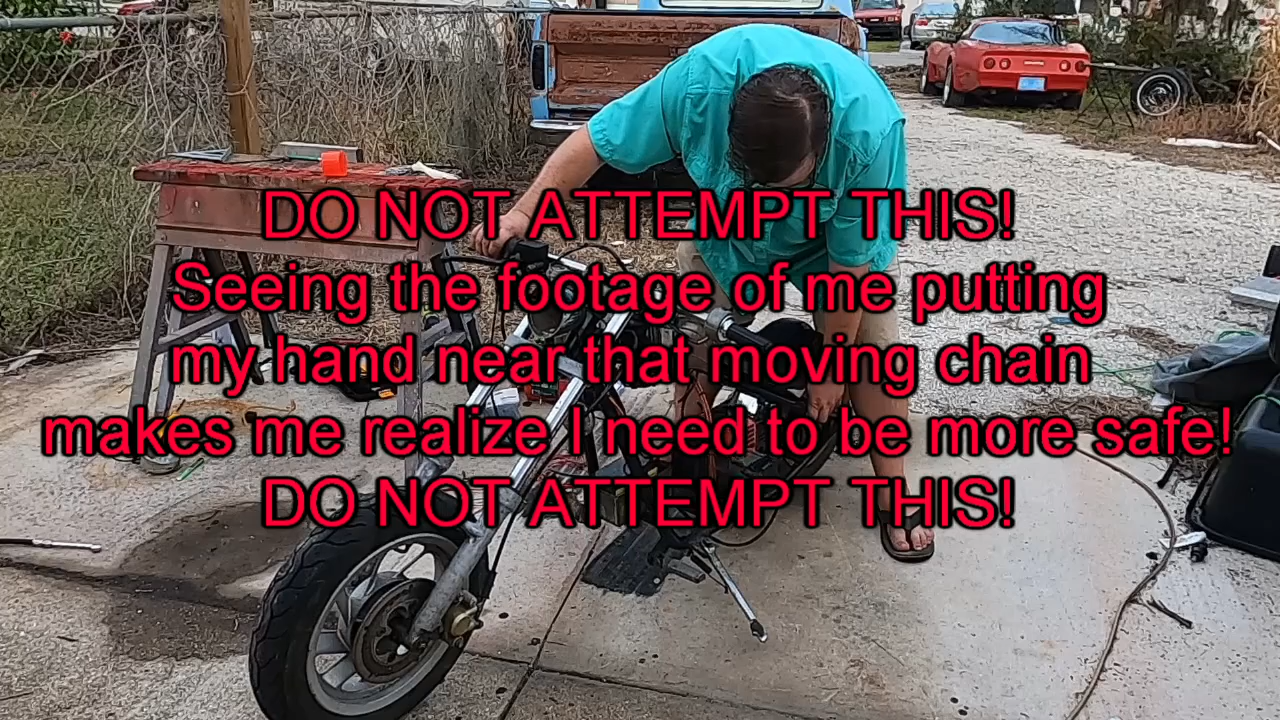 DO NOT ATTEMPT THIS!
Seeing the footage of me putting
my hand near that moving chain
makes me realize I need to be more safe!
DO NOT ATTEMPT THIS!